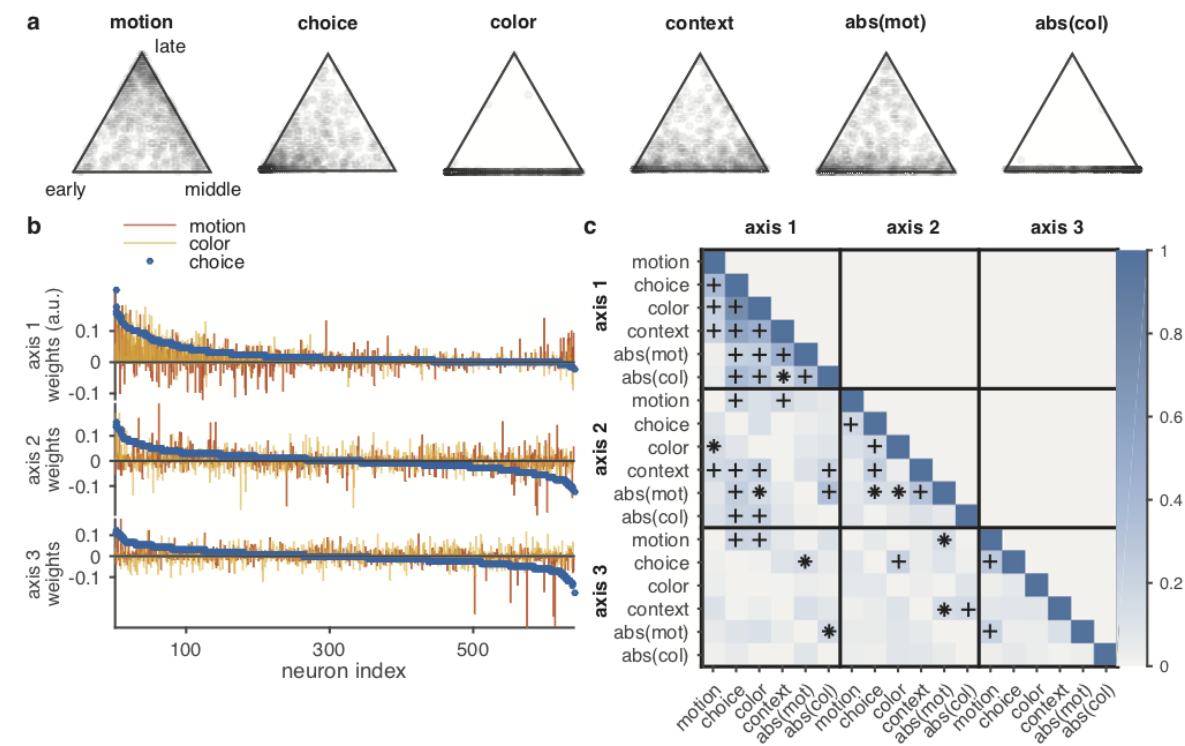 a
motion choice color context abs(mot) abs(col)
late
early middle
b
motion
color
choice
axis 1
weights (a.u.)
0.1
0
-0.1
axis 2
weights
0.1
0
-0.1
axis 3
weights
0.1
0
-0.1
100 300 500
neuron index
c
axis 1 axis 2 axis 3
axis 1
motion
choice
color
context
abs(mot)
abs(col)
axis 2
motion
choice
color
context
abs(mot)
abs(col)
axis 3
motion
choice
color
context
abs(mot)
abs(col)
motion choice color context abs(mot) abs(col) motion choice color context abs(mot) abs(col) motion choice color context abs(mot) abs(col)
1
0.8
0.6
0.4
0.2
0